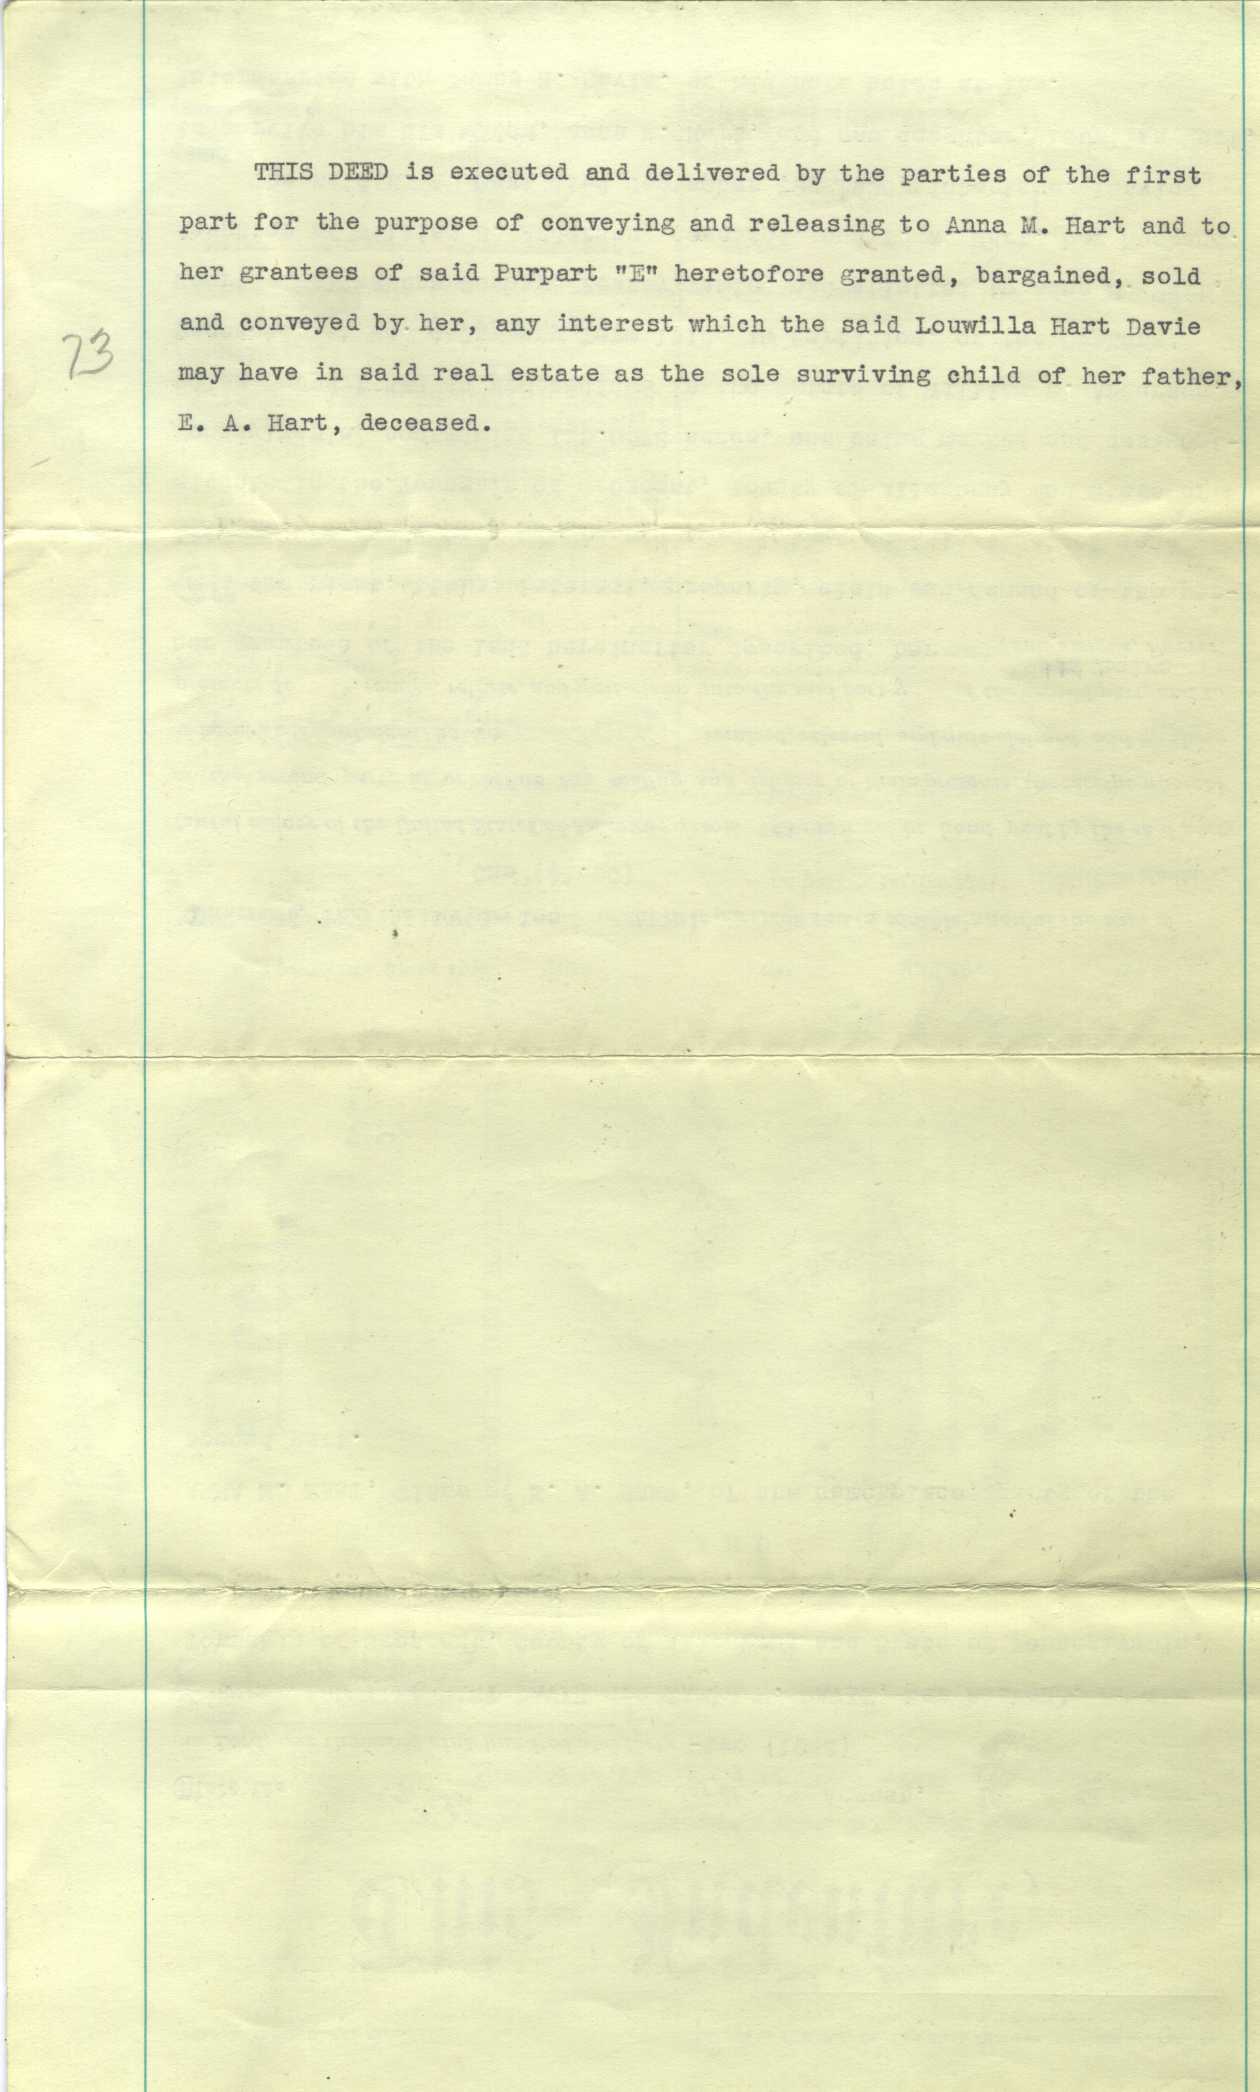 THIS DEED is executed and delivered by the parties of the first
part for the purpose of conveying and releasing to Anna M. Hart and to
her grantees of said Purpart "E" heretofore granted, bargained, sold
and conveyed by her, any interest which the said Louwilla Hart Davie
73
may have in said real estate as the sole surviving child of her father,
E. A. Hart, deceased.